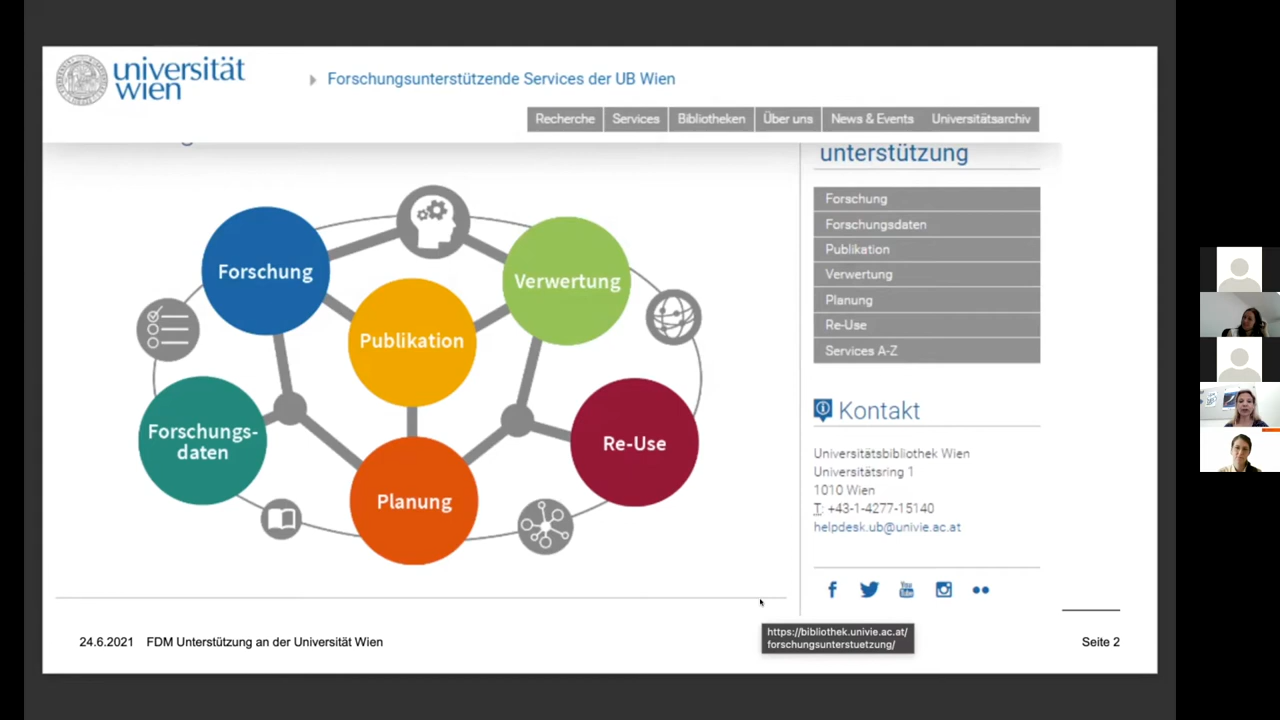 universität
wien
Forschungsunterstützende Services der UB Wien
Recherche Services Bibliotheken Über uns News & Events Universitätsarchiv
unterstützung
Forschung
Forschungsdaten
Publikation
Verwertung
Planung
Re-Use
Services A-Z
Forschung
Verwertung
Publikation
Forschungs-
daten
Planung
Re-Use
Kontakt
Universitätsbibliothek Wien
Universitätsring 1
1010 Wien
T: +43-1-4277-15140
helpdesk.ub@univie.ac.at
You
Tube
https://bibliothek.univie.ac.at/
forschungsunterstuetzung/
24.6.2021 FDM Unterstützung an der Universität Wien
Seite 2